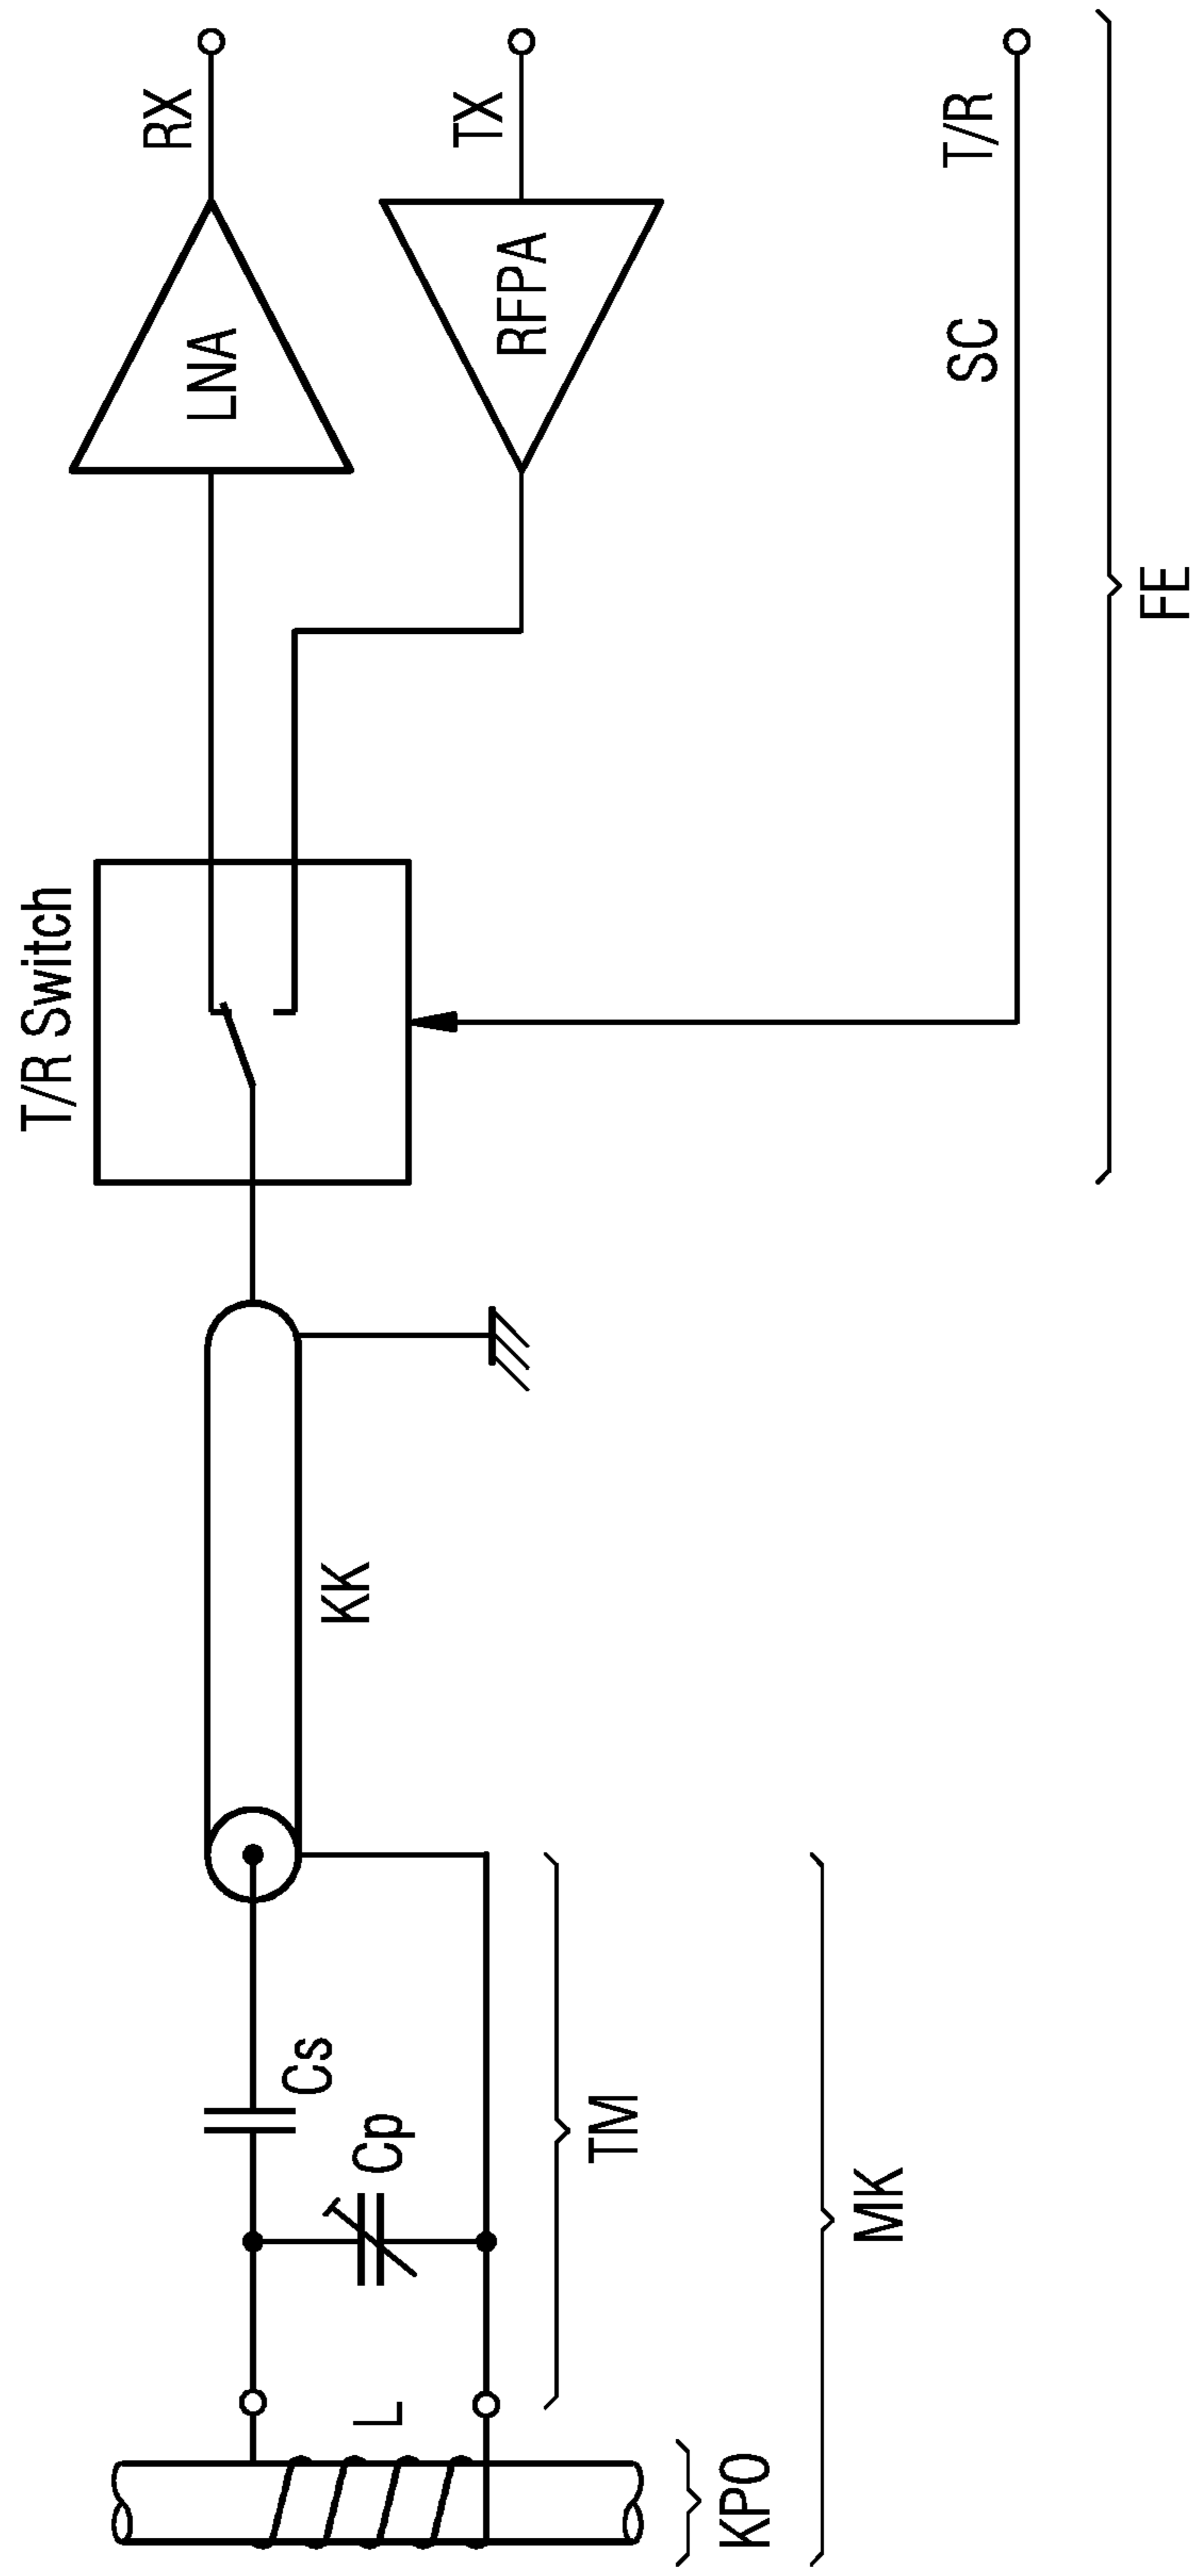 KPO
MK
L
TM
Cp
Cs
KK
T/R Switch
FE
LNA
RFPA
SC
RX
TX
T/R